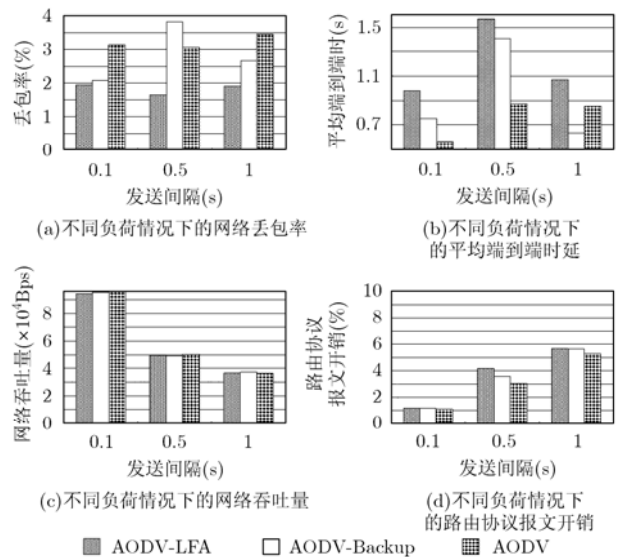 丢包率(%)
4
3
2
1
0
0.1 0.5 1
发送间隔(s)
(a)不同负荷情况下的网络丢包率
平均端到端时(s)
1.5
1.1
0.7
0.1 0.5 1
发送间隔(s)
(b)不同负荷情况下
的平均端到端时延
网络吞吐量(×10⁴Bps)
8
6
4
2
0
0.1 0.5 1
发送间隔(s)
(c)不同负荷情况下的网络吞吐量
路由协议
报文开销(%)
10
8
6
4
2
0
0.1 0.5 1
发送间隔(s)
(d)不同负荷情况下
的路由协议报文开销
AODV-LFA AODV-Backup AODV